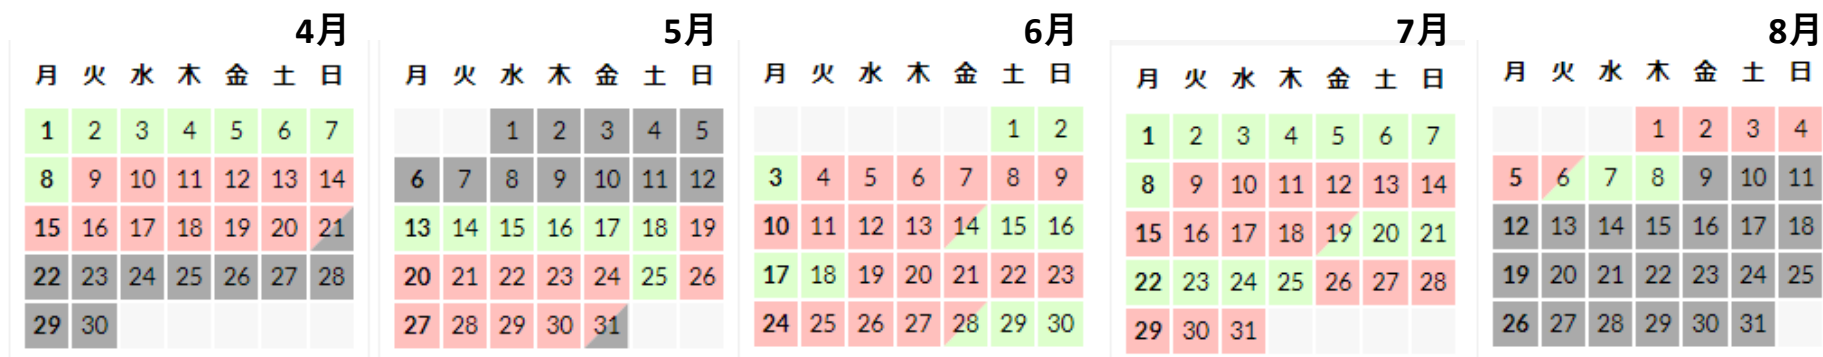 4月
月 火 水 木 金 土 日
1 2 3 4 5 6 7
8 9 10 11 12 13 14
15 16 17 18 19 20 21
22 23 24 25 26 27 28
29 30
5月
月 火 水 木 金 土 日
1 2 3 4 5
6 7 8 9 10 11 12
13 14 15 16 17 18 19
20 21 22 23 24 25 26
27 28 29 30 31
6月
月 火 水 木 金 土 日
1 2
3 4 5 6 7 8 9
10 11 12 13 14 15 16
17 18 19 20 21 22 23
24 25 26 27 28 29 30
7月
月 火 水 木 金 土 日
1 2 3 4 5 6 7
8 9 10 11 12 13 14
15 16 17 18 19 20 21
22 23 24 25 26 27 28
29 30 31
8月
月 火 水 木 金 土 日
1 2 3 4
5 6 7 8 9 10 11
12 13 14 15 16 17 18
19 20 21 22 23 24 25
26 27 28 29 30 31